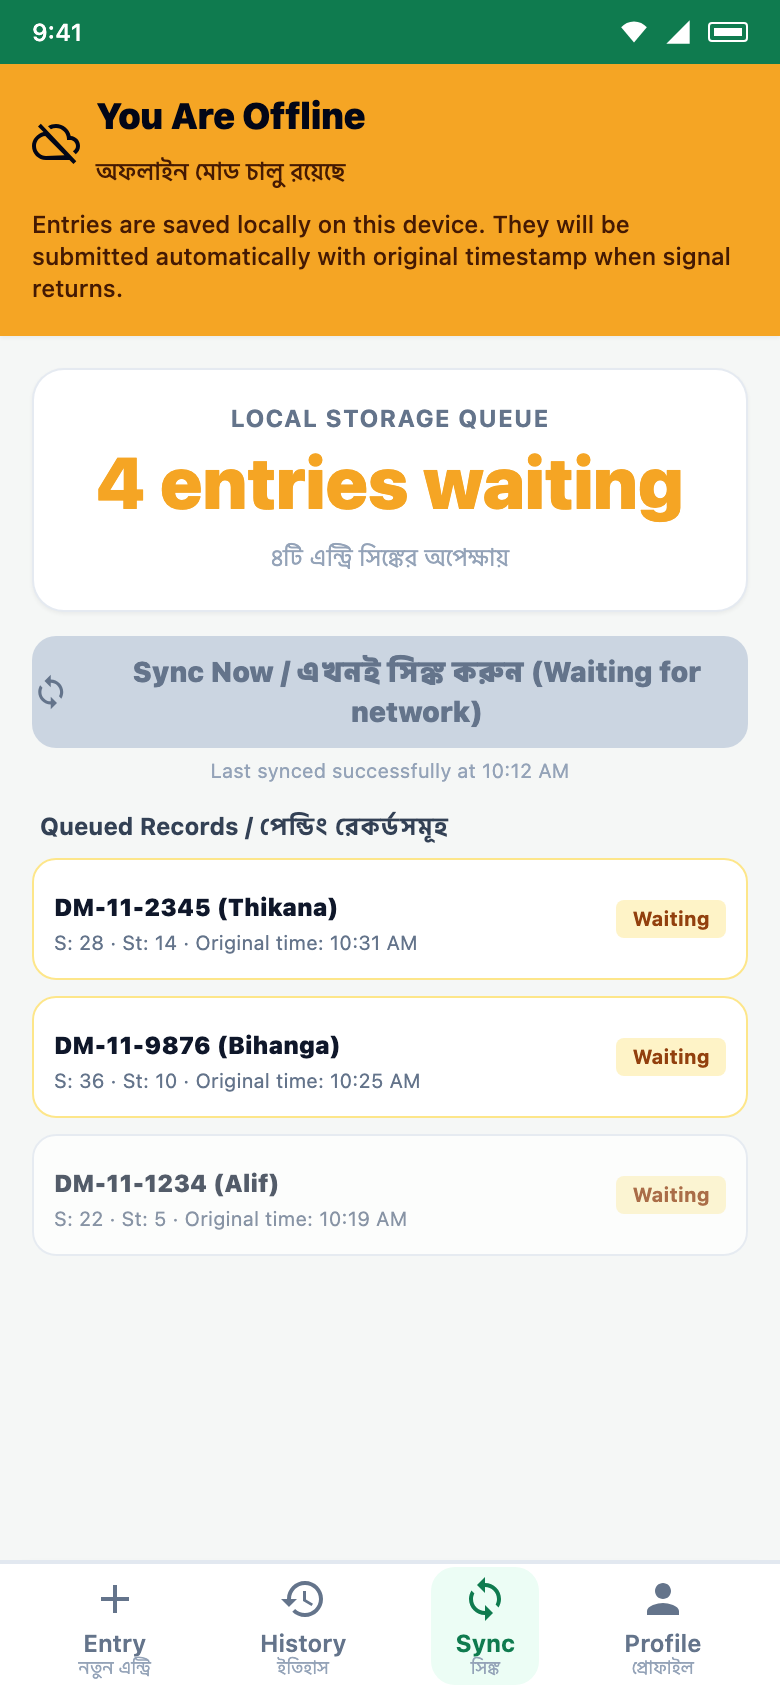 9:41
You Are Offline
অফলাইন মোড চালু রয়েছে
Entries are saved locally on this device. They will be
submitted automatically with original timestamp when signal
returns.
LOCAL STORAGE QUEUE
4 entries waiting
৪টি এন্ট্রি সিঙ্কের অপেক্ষায়
Sync Now / এখনই সিঙ্ক করুন (Waiting for
network)
Last synced successfully at 10:12 AM
Queued Records / পেন্ডিং রেকর্ডসমূহ
DM-11-2345 (Thikana)
Waiting
S: 28 · St: 14 · Original time: 10:31 AM
DM-11-9876 (Bihanga)
Waiting
S: 36 · St: 10 · Original time: 10:25 AM
DM-11-1234 (Alif)
Waiting
S: 22 · St: 5 · Original time: 10:19 AM
Entry
নতুন এন্ট্রি
History
ইতিহাস
Sync
সিঙ্ক
Profile
প্রোফাইল